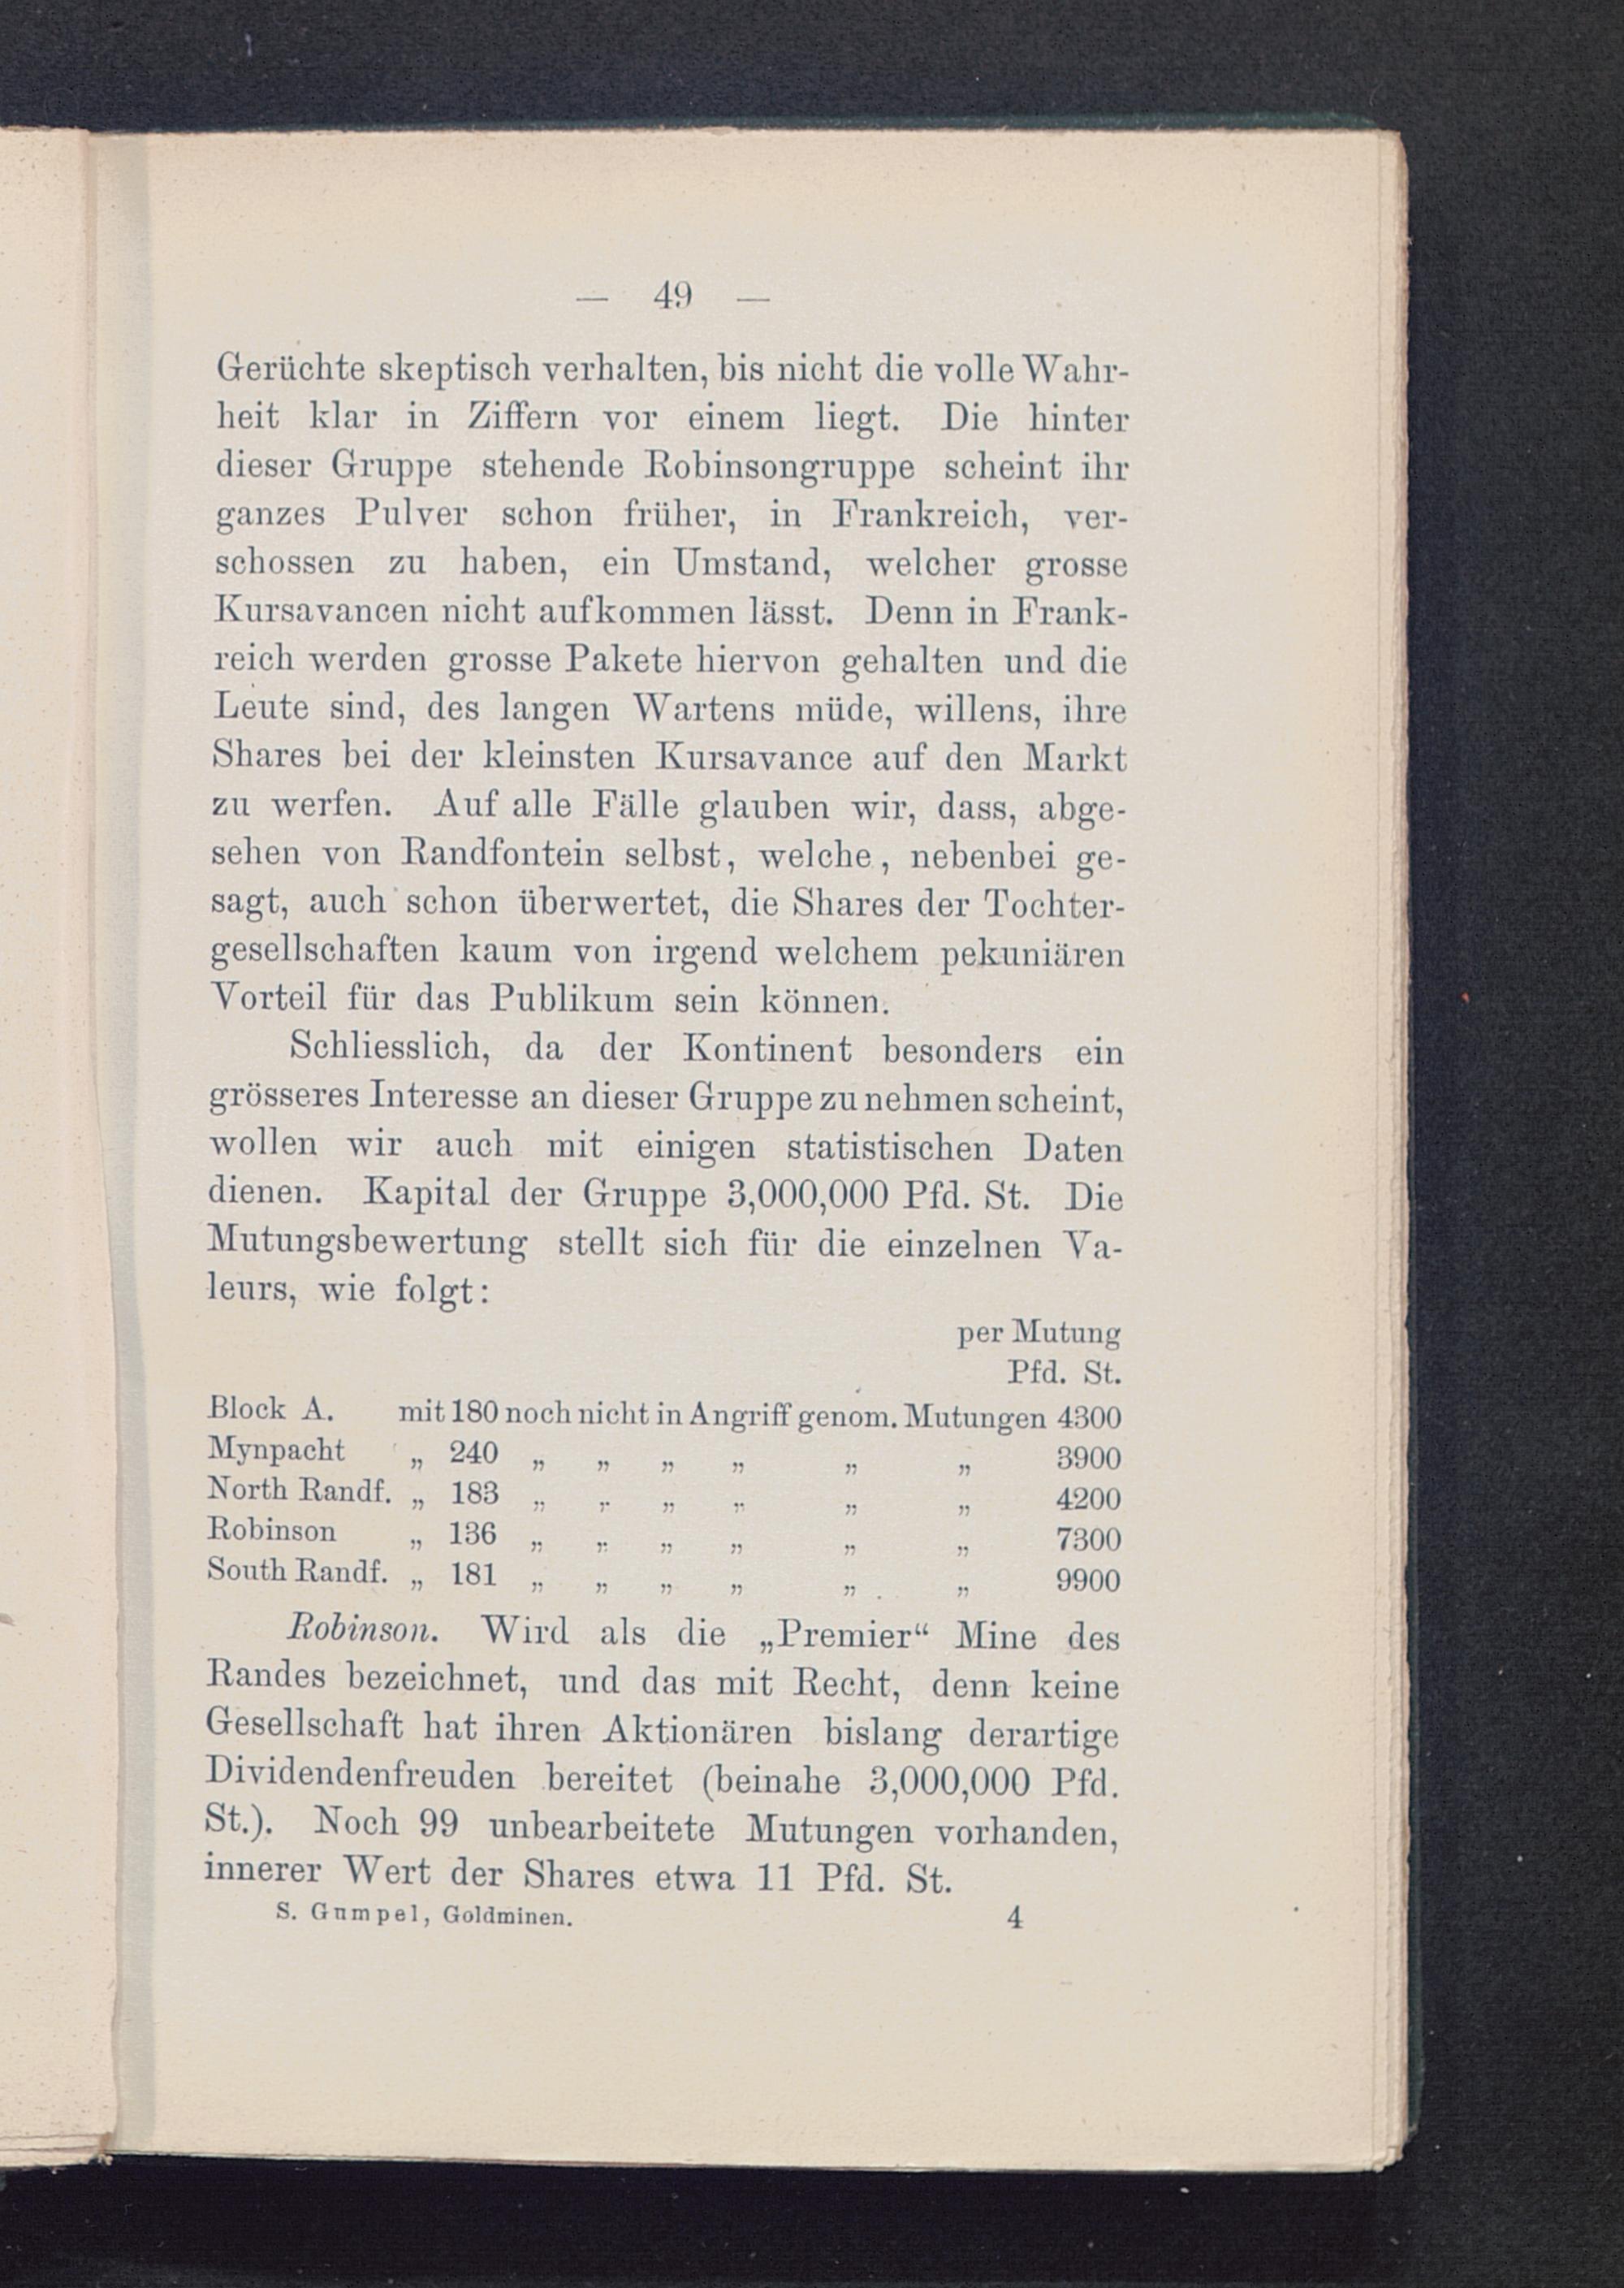 — 49 —
Gerüchte skeptisch verhalten, bis nicht die volle Wahr-
heit klar in Ziffern vor einem liegt. Die hinter
dieser Gruppe stehende Robinsongruppe scheint ihr
ganzes Pulver schon früher, in Frankreich, ver-
schossen zu haben, ein Umstand, welcher grosse
Kursavancen nicht aufkommen lässt. Denn in Frank-
reich werden grosse Pakete hiervon gehalten und die
Leute sind, des langen Wartens müde, willens, ihre
Shares bei der kleinsten Kursavance auf den Markt
zu werfen. Auf alle Fälle glauben wir, dass, abge-
sehen von Randfontein selbst, welche, nebenbei ge-
sagt, auch schon überwertet, die Shares der Tochter-
gesellschaften kaum von irgend welchem pekuniären
Vorteil für das Publikum sein können.
Schliesslich, da der Kontinent besonders ein
grösseres Interesse an dieser Gruppe zu nehmen scheint,
wollen wir auch mit einigen statistischen Daten
dienen. Kapital der Gruppe 3,000,000 Pfd. St. Die
Mutungsbewertung stellt sich für die einzelnen Va-
leurs, wie folgt:
per Mutung
Pfd. St.
Block A. mit 180 noch nicht in Angriff genom. Mutungen 4300
Mynpacht „ 240 „ „ „ „ „ „ 3900
North Randf. „ 183 „ „ „ „ „ „ 4200
Robinson „ 136 „ „ „ „ „ „ 7300
South Randf. „ 181 „ „ „ „ „ „ 9900
Robinson. Wird als die „Premier“ Mine des
Randes bezeichnet, und das mit Recht, denn keine
Gesellschaft hat ihren Aktionären bislang derartige
Dividendenfreuden bereitet (beinahe 3,000,000 Pfd.
St.). Noch 99 unbearbeitete Mutungen vorhanden,
innerer Wert der Shares etwa 11 Pfd. St.
S. Gumpel, Goldminen. 4